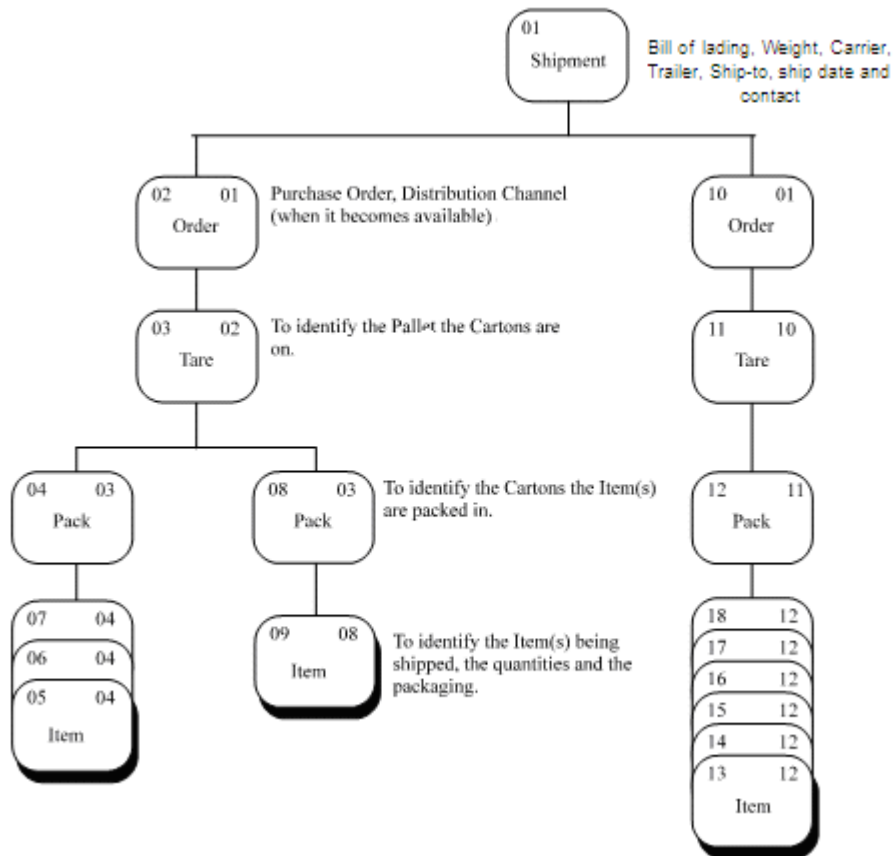 01
Shipment
Bill of lading, Weight, Carrier,
Trailer, Ship-to, ship date and
contact
02 01
Order
Purchase Order, Distribution Channel
(when it becomes available)
10 01
Order
03 02
Tare
To identify the Pallet the Cartons are
on.
11 10
Tare
04 03
Pack
08 03
Pack
To identify the Cartons the Item(s)
are packed in.
12 11
Pack
07 04
06 04
05 04
Item
09 08
Item
To identify the Item(s) being
shipped, the quantities and the
packaging.
18 12
17 12
16 12
15 12
14 12
13 12
Item